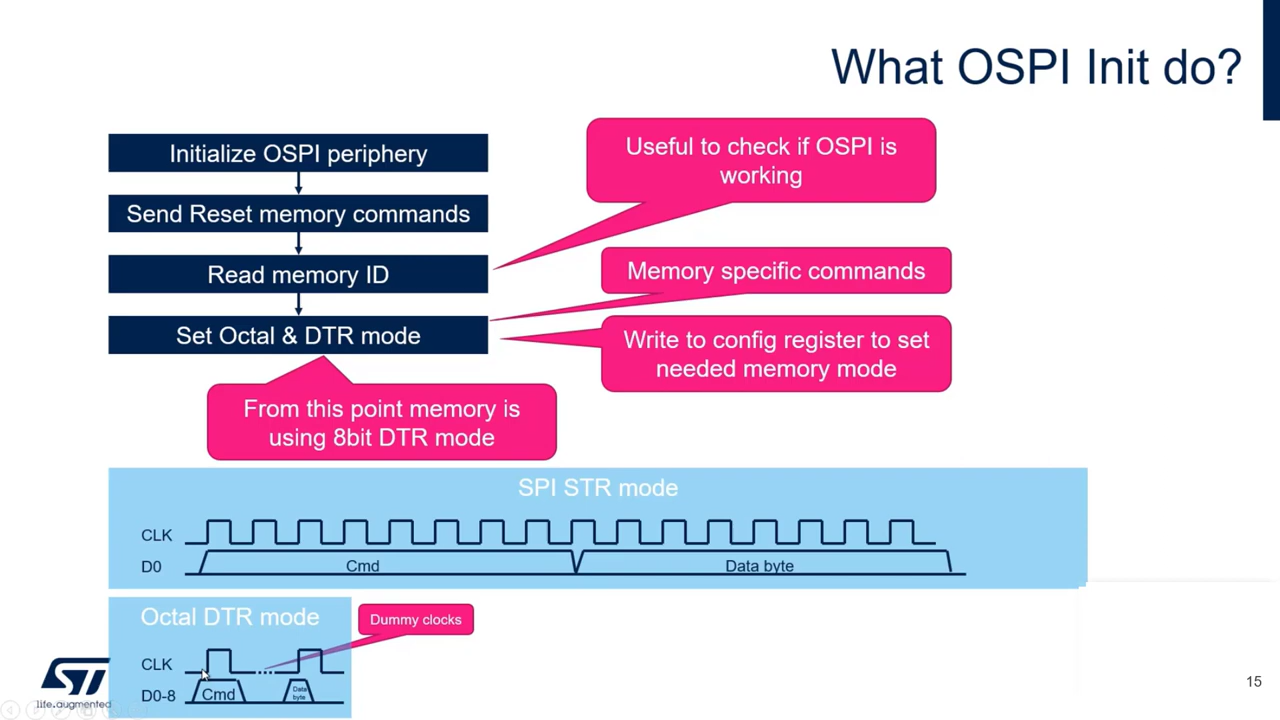 What OSPI Init do?
Initialize OSPI periphery
Send Reset memory commands
Read memory ID
Set Octal & DTR mode
Useful to check if OSPI is
working
Memory specific commands
Write to config register to set
needed memory mode
From this point memory is
using 8bit DTR mode
SPI STR mode
CLK
D0
Cmd
Data byte
Octal DTR mode
Dummy clocks
CLK
D0-8
Cmd
Data
byte
ST
life.augmented
15